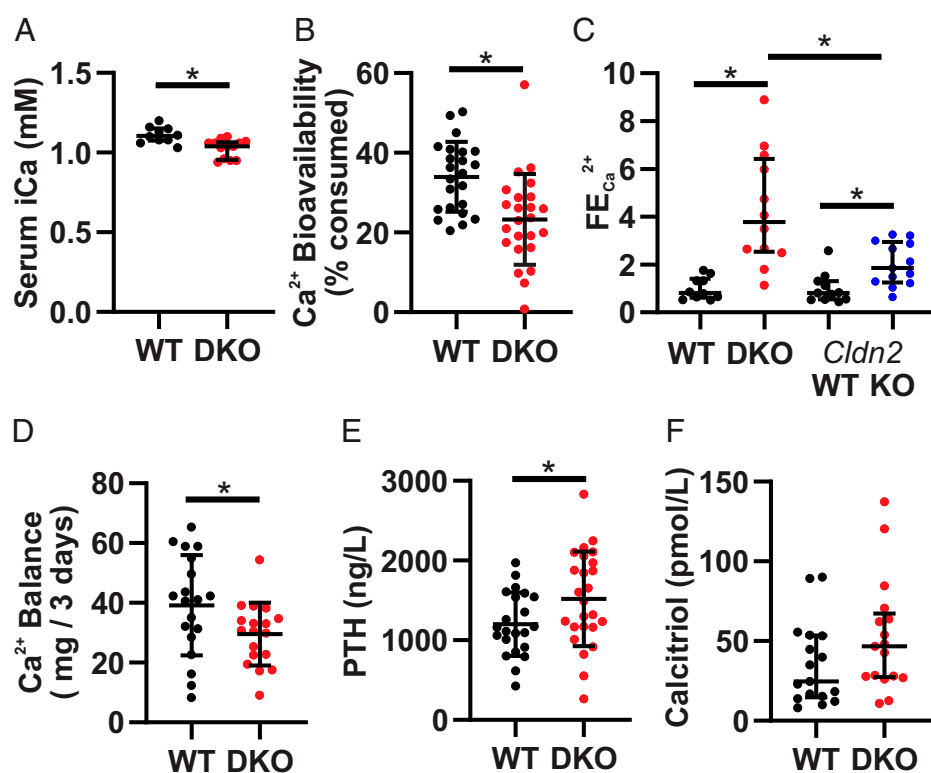 A
B
C
Serum iCa (mM)
1.5
1.0
0.5
0.0
*
WT DKO
Ca²⁺ Bioavailability
(% consumed)
60
40
20
0
*
WT DKO
FE_Ca²⁺
10
8
6
4
2
0
*
*
*
WT DKO
Cldn2
WT KO
D
E
F
Ca²⁺ Balance
( mg / 3 days)
80
60
40
20
0
*
WT DKO
PTH (ng/L)
3000
2000
1000
0
*
WT DKO
Calcitriol (pmol/L)
150
100
50
0
WT DKO